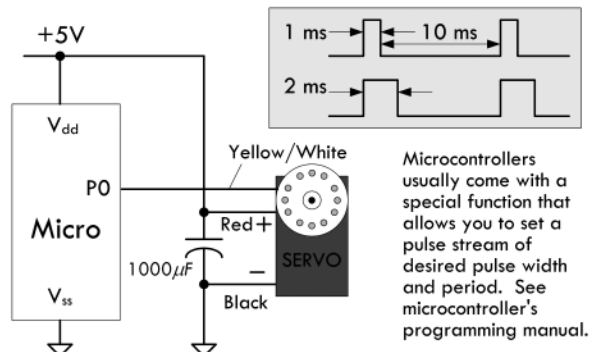 +5V
Vdd
P0
Micro
Vss
1000μF
Yellow/White
Red +
SERVO
−
Black
1 ms
10 ms
2 ms
Microcontrollers
usually come with a
special function that
allows you to set a
pulse stream of
desired pulse width
and period. See
microcontroller's
programming manual.